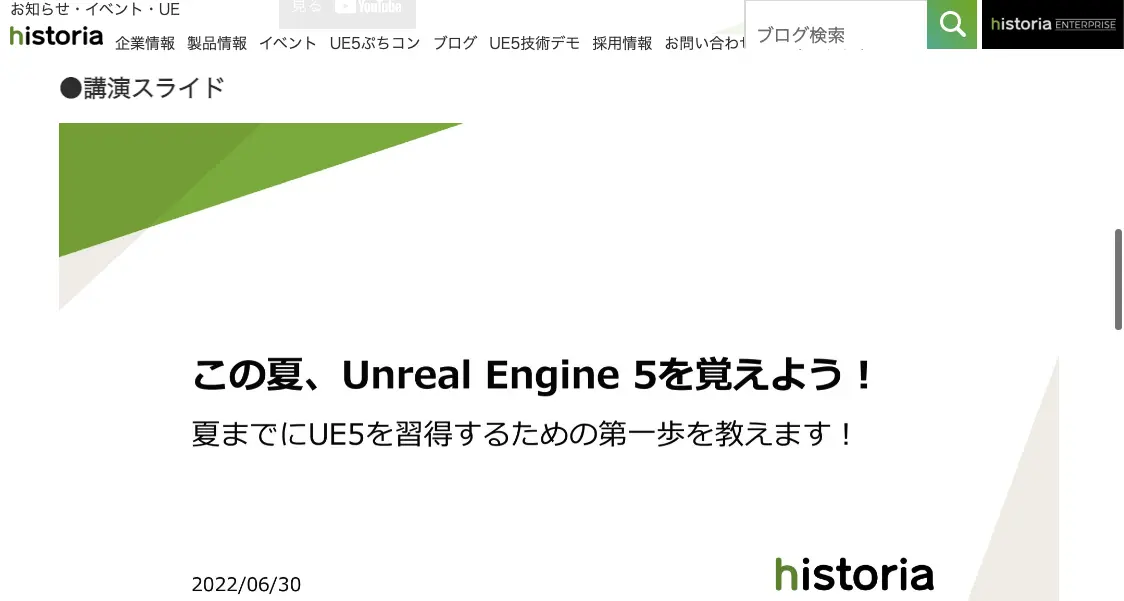 お知らせ・イベント・UE
見る YouTube
historia 企業情報 製品情報 イベント UE5ぷちコン ブログ UE5技術デモ 採用情報 お問い合わせ
ブログ検索
historia ENTERPRISE
●講演スライド
この夏、Unreal Engine 5を覚えよう！
夏までにUE5を習得するための第一歩を教えます！
2022/06/30
historia